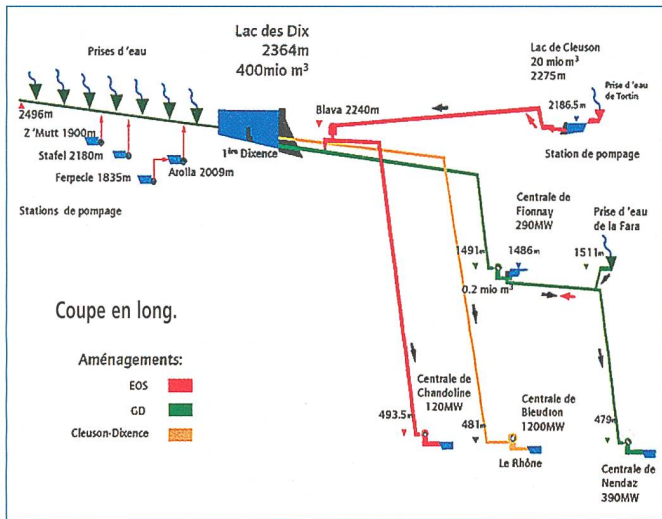 Lac des Dix
2364m
400mio m³
Prises d'eau
Lac de Cleuson
20 mio m³
2275m
Prise d'eau
de Tortin
2186.5m
Station de pompage
Blava 2240m
2496m
Z'Mutt 1900m
Stafel 2180m
Ferpecle 1835m
Arolla 2009m
Stations de pompage
1ère Dixence
Centrale de
Fionnay
290MW
Prise d'eau
de la Fara
1491m
1486m
1511m
0.2 mio m³
Coupe en long.
Aménagements:
EOS
GD
Cleuson-Dixence
Centrale de
Chandoline
120MW
493.5m
Centrale de
Bleudron
1200MW
481m
Le Rhône
479m
Centrale de
Nendaz
390MW